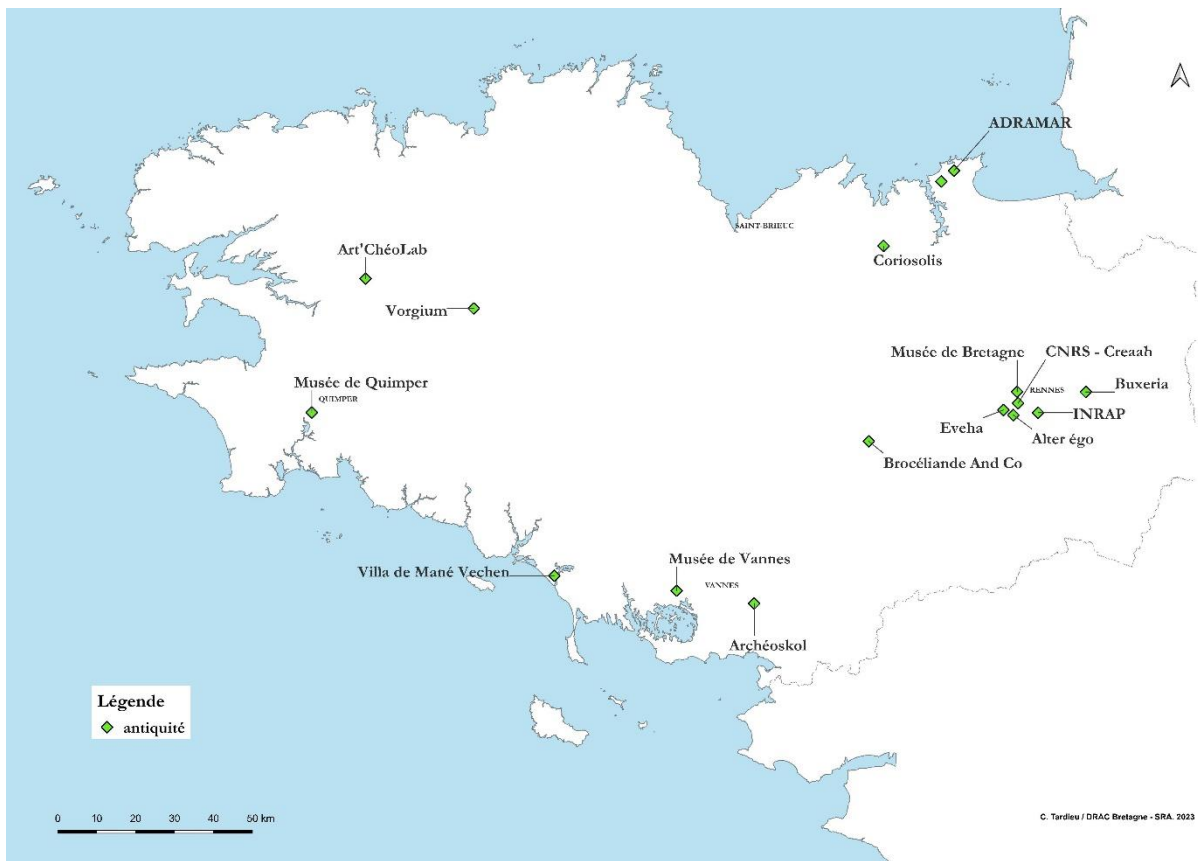 ADRAMAR
SAINT-BRIEUC
Coriosolis
Art'ChéoLab
Vorgium
Musée de Bretagne
CNRS - Creaah
Musée de Quimper
QUIMPER
RENNES
Buxeria
INRAP
Eveha
Alter égo
Brocéliande And Co
Musée de Vannes
Villa de Mané Vechen
VANNES
Archéoskol
Légende
antiquité
0 10 20 30 40 50 km
C. Tardieu / DRAC Bretagne - SRA. 2023